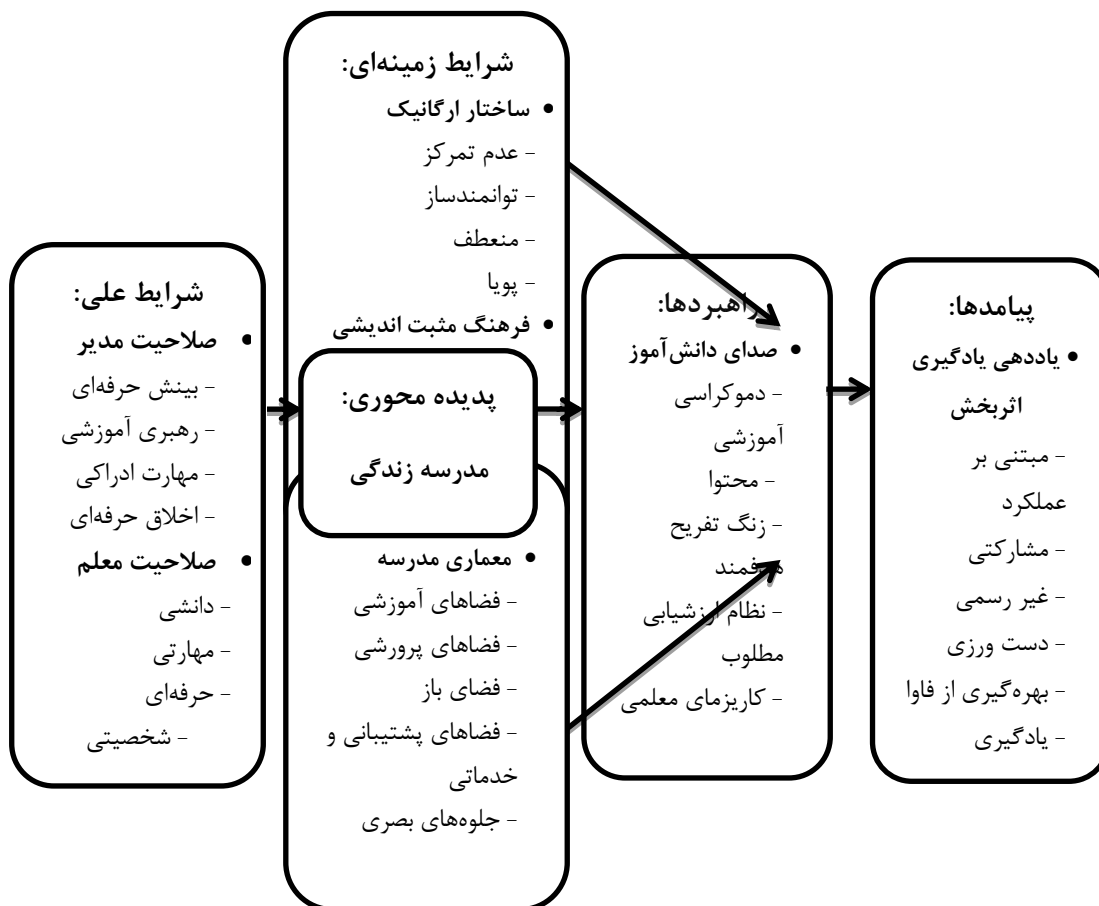 شرایط زمینه‌ای:
• ساختار ارگانیک
- عدم تمرکز
- توانمندساز
- منعطف
- پویا
• فرهنگ مثبت اندیشی
شرایط علی:
• صلاحیت مدیر
- بینش حرفه‌ای
- رهبری آموزشی
- مهارت ادراکی
- اخلاق حرفه‌ای
• صلاحیت معلم
- دانشی
- مهارتی
- حرفه‌ای
- شخصیتی
پدیده محوری:
مدرسه زندگی
• معماری مدرسه
- فضاهای آموزشی
- فضاهای پرورشی
- فضای باز
- فضاهای پشتیبانی و
خدماتی
- جلوه‌های بصری
راهبردها:
• صدای دانش‌آموز
- دموکراسی
آموزشی
- محتوا
- زنگ تفریح
هدفمند
- نظام ارزشیابی
مطلوب
- کاریزمای معلمی
پیامدها:
• یاددهی یادگیری
اثربخش
- مبتنی بر
عملکرد
- مشارکتی
- غیر رسمی
- دست ورزی
- بهره‌گیری از فاوا
- یادگیری